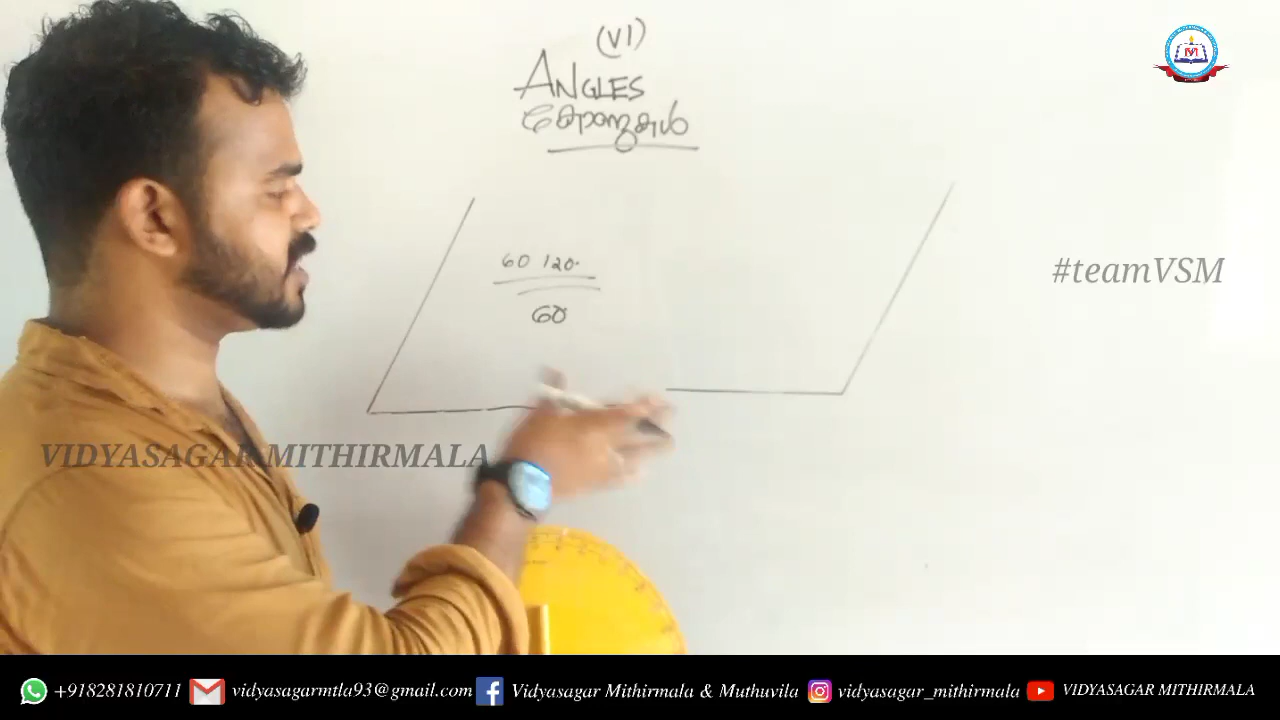 (VI)
ANGLES
കോണുകൾ
60 120°
60
#teamVSM
VIDYASAGAR MITHIRMALA
+918281810711 vidyasagarmtla93@gmail.com Vidyasagar Mithirmala & Muthuvila vidyasagar_mithirmala VIDYASAGAR MITHIRMALA